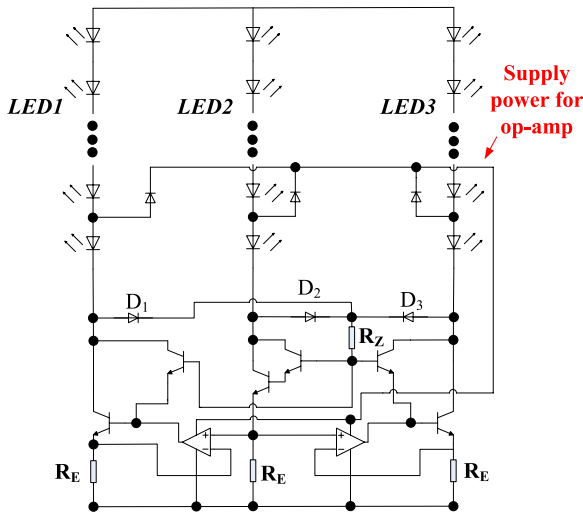 Supply
power for
op-amp
LED1
LED2
LED3
D1
D2
D3
RZ
+
-
+
-
RE
RE
RE